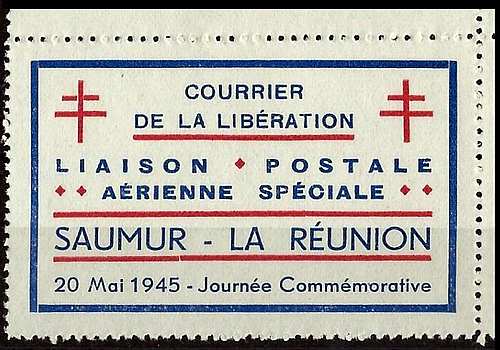 COURRIER
DE LA LIBÉRATION
LIAISON • POSTALE
AÉRIENNE SPÉCIALE
SAUMUR - LA RÉUNION
20 Mai 1945 - Journée Commémorative